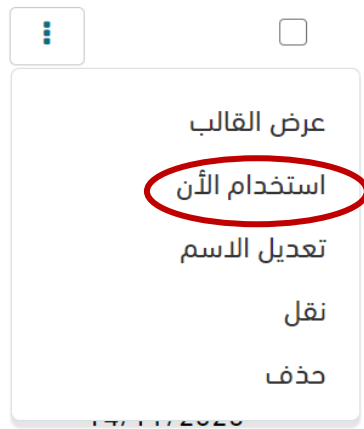 عرض القالب
استخدام الأن
تعديل الاسم
نقل
حذف